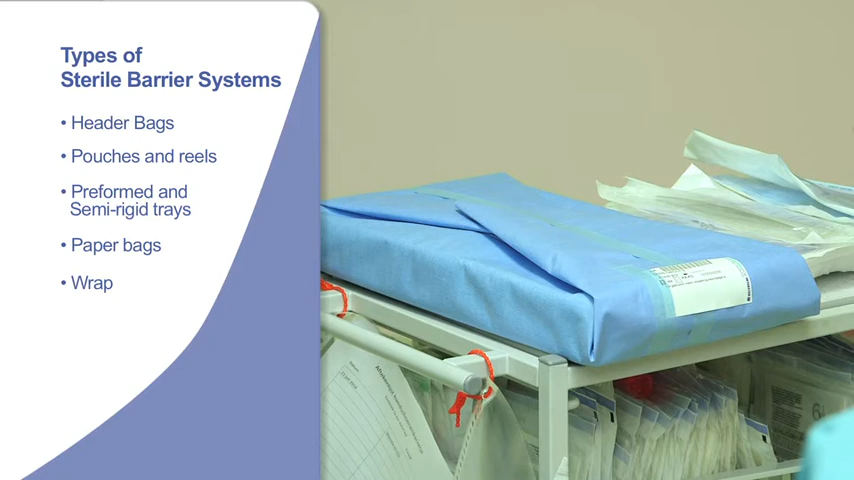 Types of
Sterile Barrier Systems
• Header Bags
• Pouches and reels
• Preformed and
Semi-rigid trays
• Paper bags
• Wrap